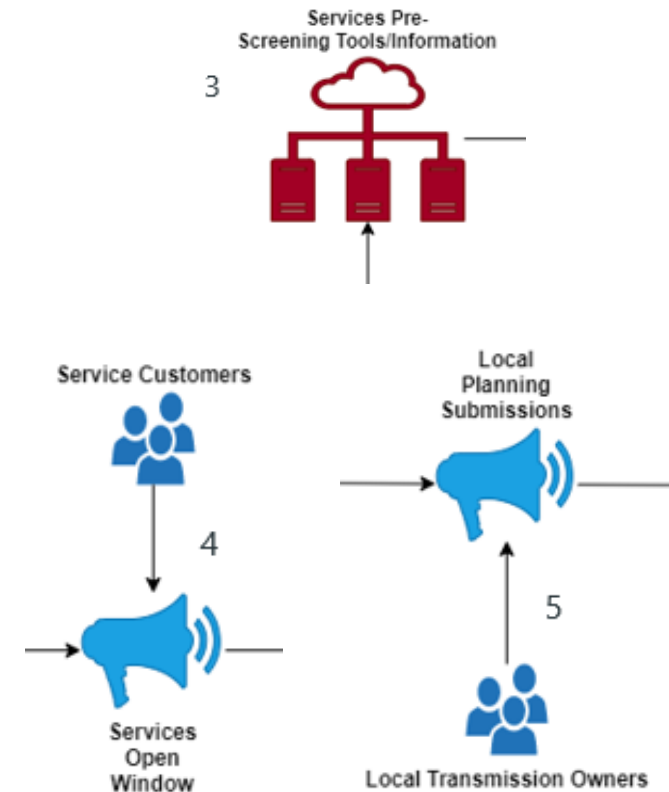 Services Pre-
Screening Tools/Information
3
Service Customers
4
Services
Open
Window
Local
Planning
Submissions
5
Local Transmission Owners